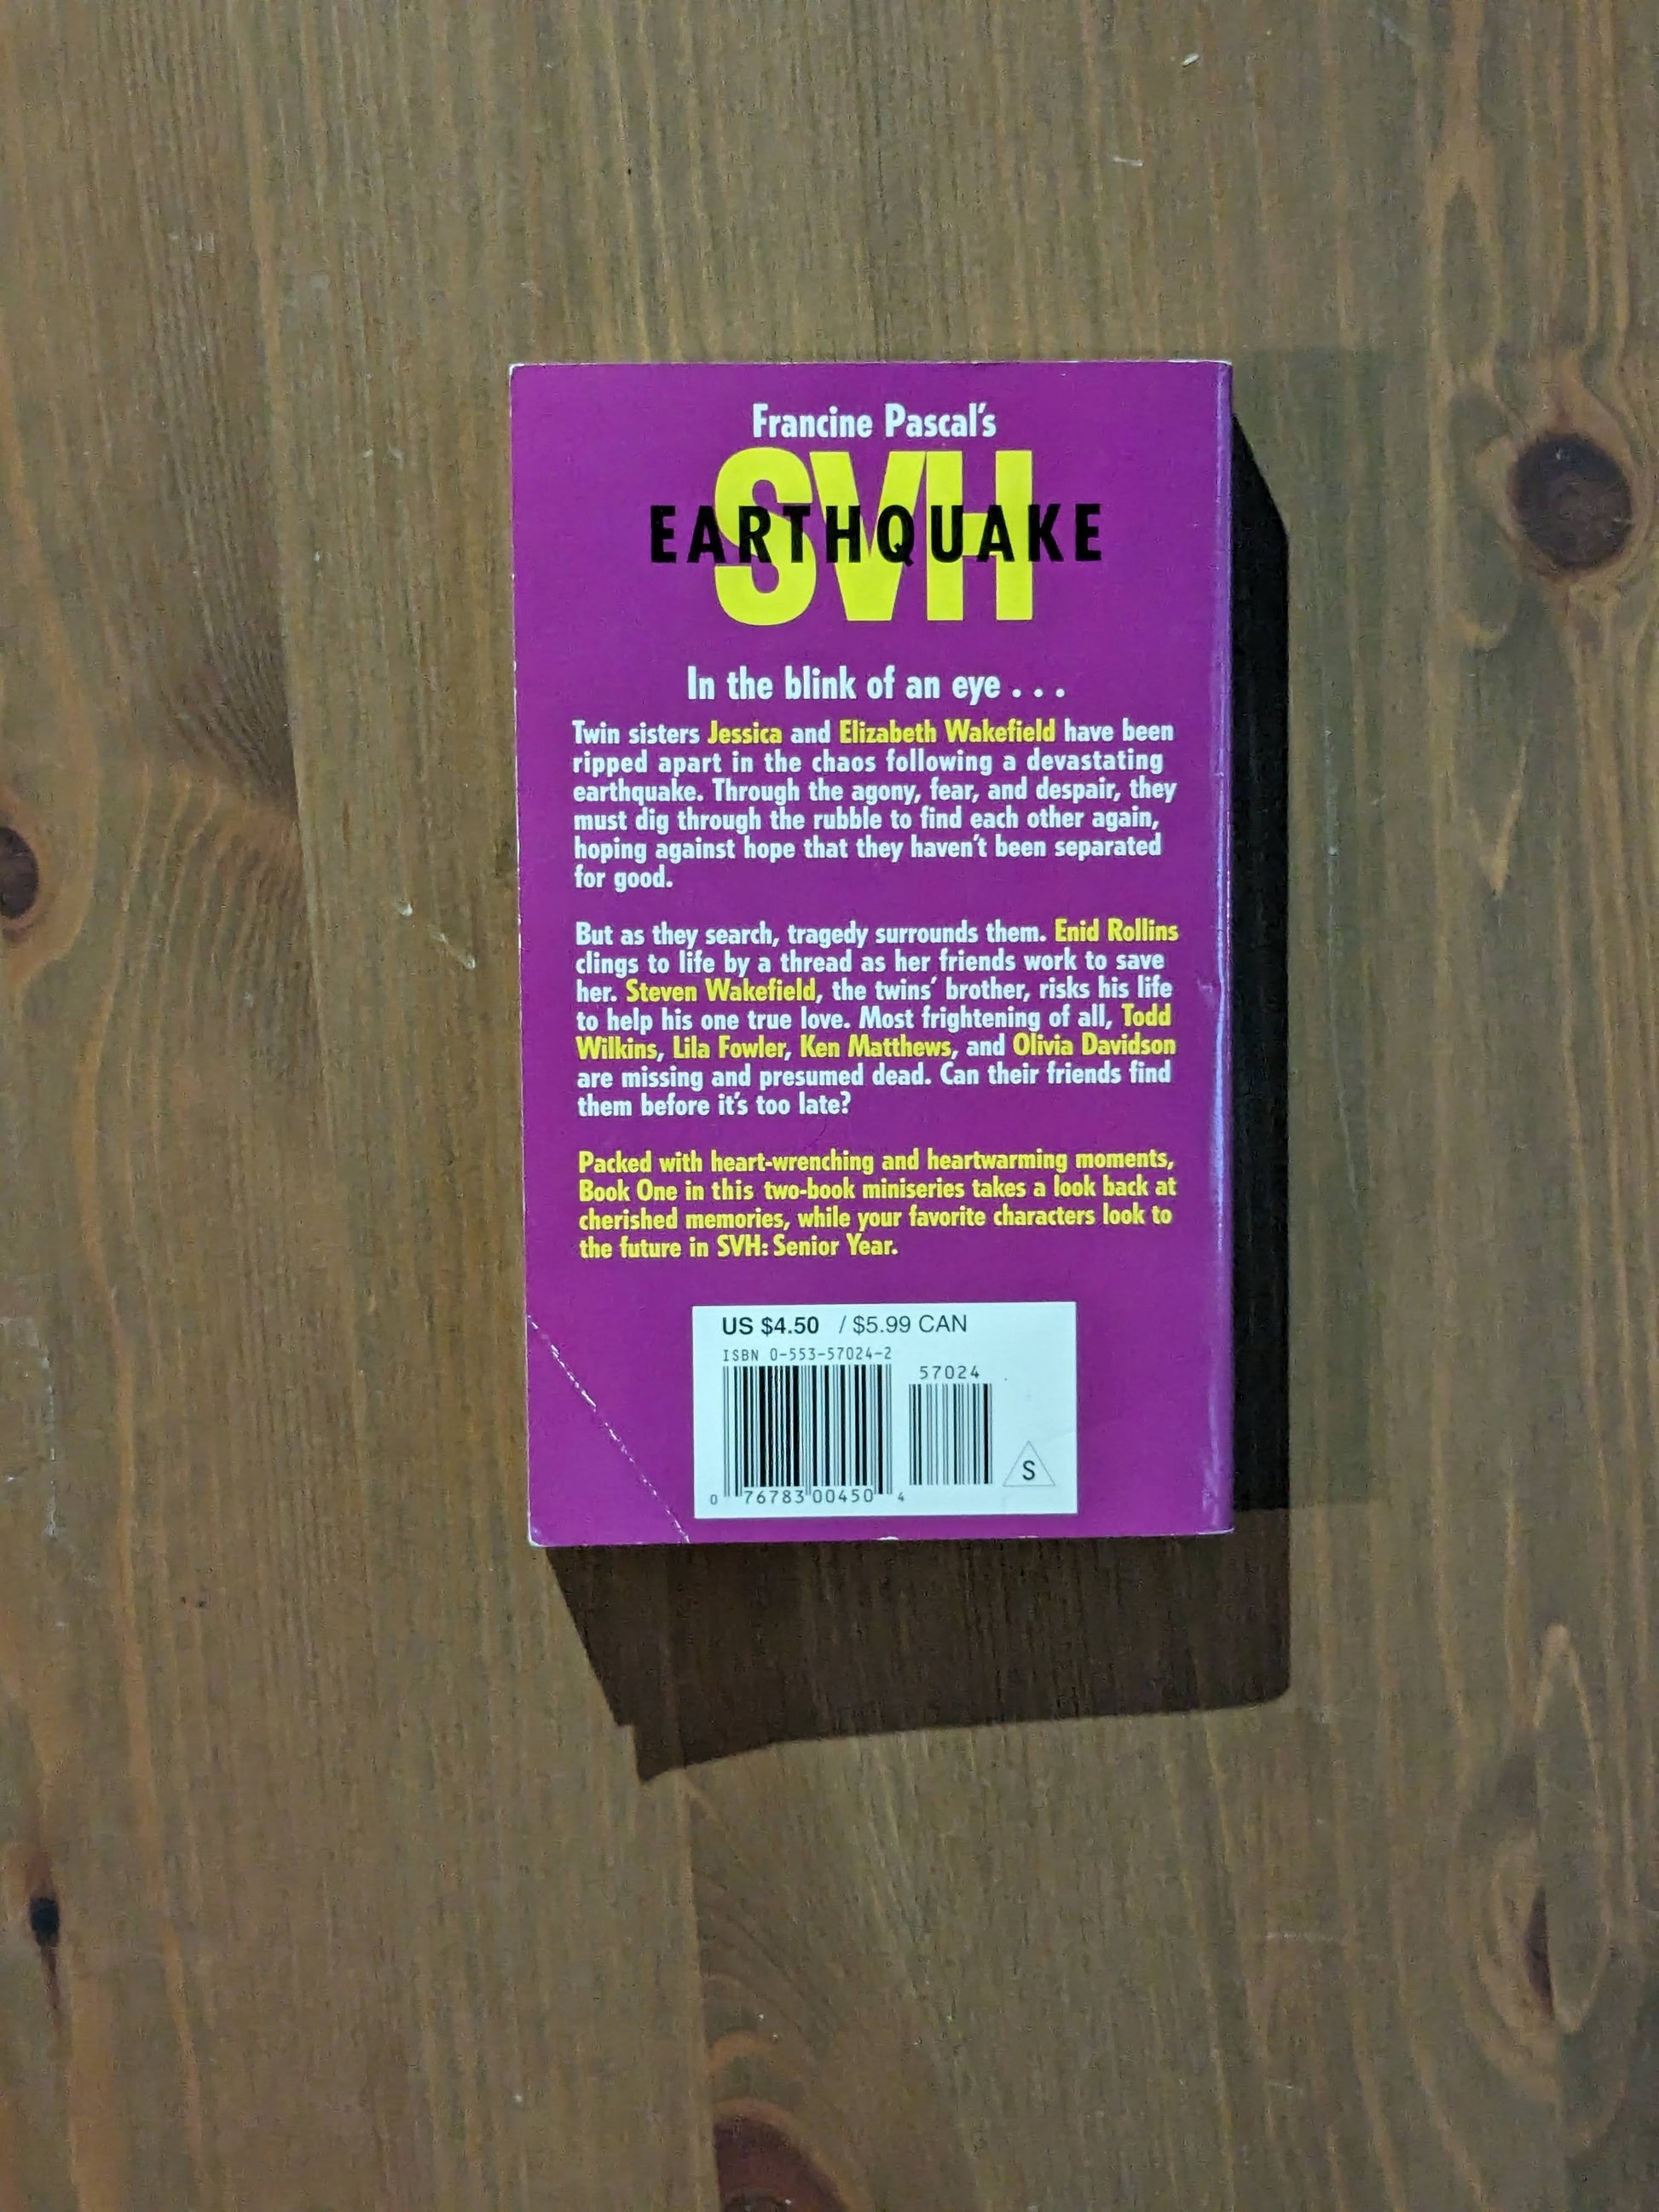 Francine Pascal's
SVH
EARTHQUAKE
In the blink of an eye . . .
Twin sisters Jessica and Elizabeth Wakefield have been
ripped apart in the chaos following a devastating
earthquake. Through the agony, fear, and despair, they
must dig through the rubble to find each other again,
hoping against hope that they haven't been separated
for good.
But as they search, tragedy surrounds them. Enid Rollins
clings to life by a thread as her friends work to save
her. Steven Wakefield, the twins' brother, risks his life
to help his one true love. Most frightening of all, Todd
Wilkins, Lila Fowler, Ken Matthews, and Olivia Davidson
are missing and presumed dead. Can their friends find
them before it's too late?
Packed with heart-wrenching and heartwarming moments,
Book One in this two-book miniseries takes a look back at
cherished memories, while your favorite characters look to
the future in SVH: Senior Year.
US $4.50 / $5.99 CAN
ISBN 0-553-57024-2
57024
S
0 76783 00450 4